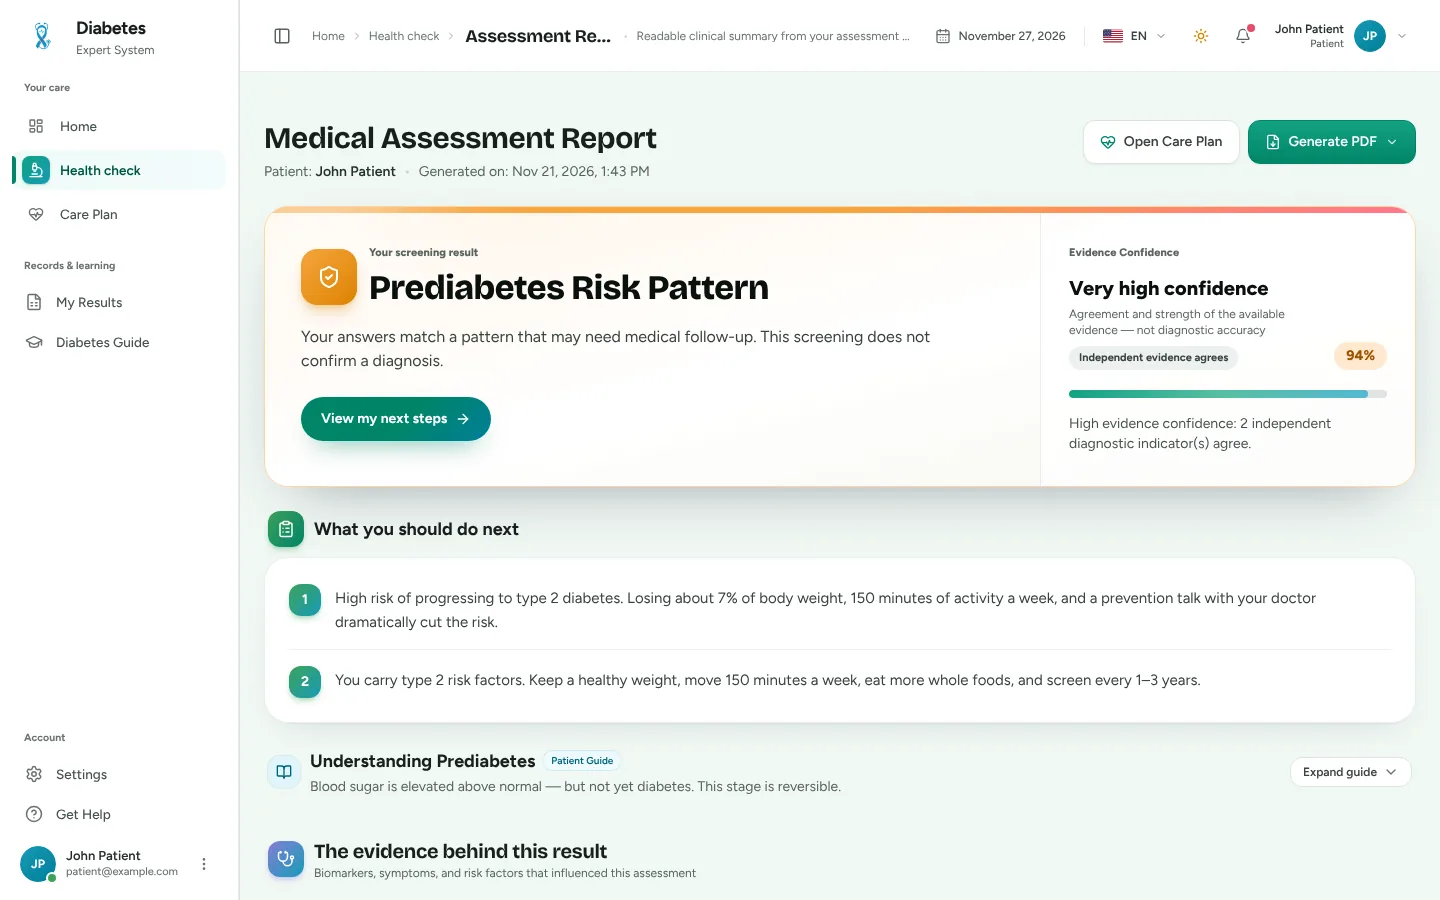 Diabetes
Expert System
Your care
Home
Health check
Care Plan
Records & learning
My Results
Diabetes Guide
Account
Settings
Get Help
JP
John Patient
patient@example.com
Home
Health check
Assessment Re...
Readable clinical summary from your assessment ...
November 27, 2026
EN
John Patient
Patient
JP
Medical Assessment Report
Patient: John Patient • Generated on: Nov 21, 2026, 1:43 PM
Open Care Plan
Generate PDF
Your screening result
Prediabetes Risk Pattern
Your answers match a pattern that may need medical follow-up. This screening does not
confirm a diagnosis.
View my next steps
Evidence Confidence
Very high confidence
Agreement and strength of the available
evidence — not diagnostic accuracy
Independent evidence agrees
94%
High evidence confidence: 2 independent
diagnostic indicator(s) agree.
What you should do next
1
High risk of progressing to type 2 diabetes. Losing about 7% of body weight, 150 minutes of activity a week, and a prevention talk with your doctor
dramatically cut the risk.
2
You carry type 2 risk factors. Keep a healthy weight, move 150 minutes a week, eat more whole foods, and screen every 1–3 years.
Understanding Prediabetes
Patient Guide
Blood sugar is elevated above normal — but not yet diabetes. This stage is reversible.
Expand guide
The evidence behind this result
Biomarkers, symptoms, and risk factors that influenced this assessment